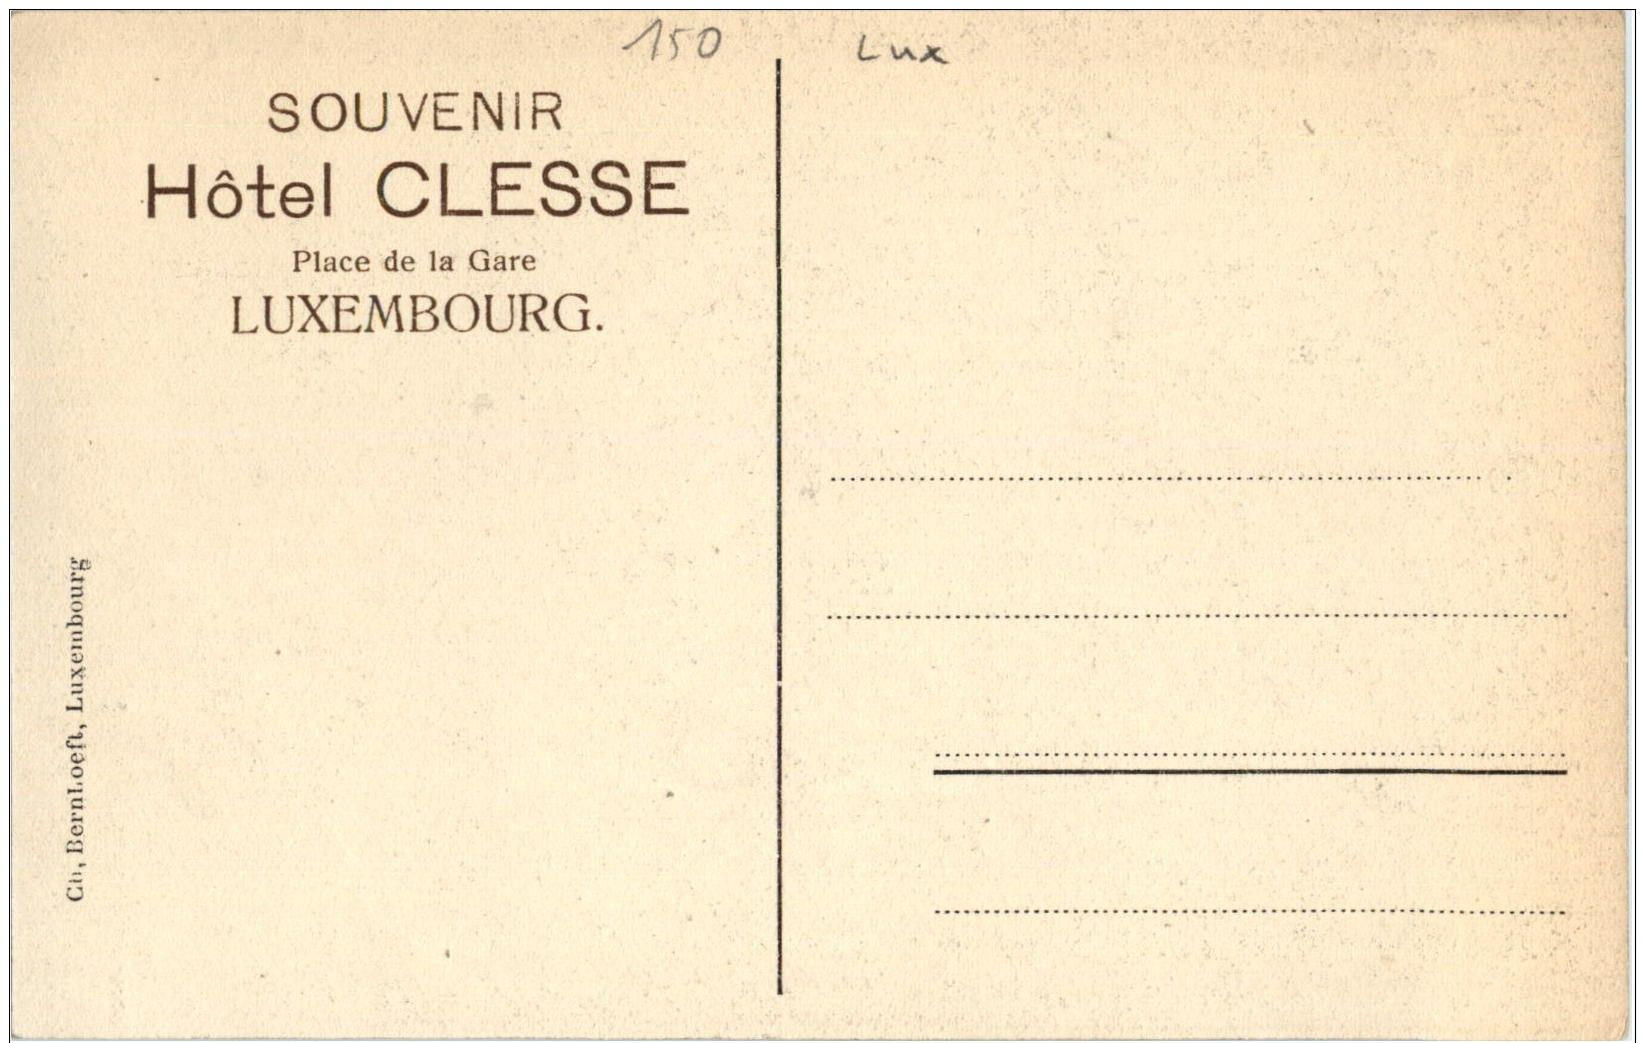 150
Lux
SOUVENIR
Hôtel CLESSE
Place de la Gare
LUXEMBOURG.
Ch, Bernhoeft, Luxembourg